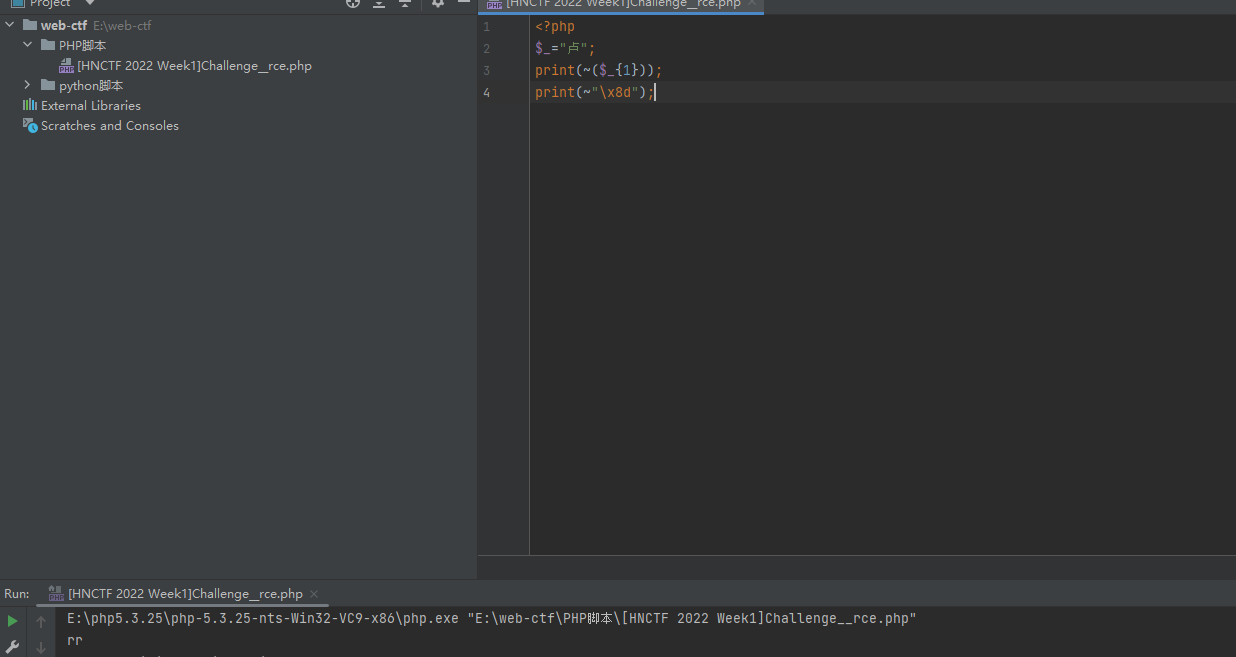 Project
[HNCTF 2022 Week1]Challenge__rce.php
web-ctf E:\web-ctf
PHP脚本
[HNCTF 2022 Week1]Challenge__rce.php
python脚本
External Libraries
Scratches and Consoles
1 <?php
2 $_="卢";
3 print(~($_{1}));
4 print(~"\x8d");
Run: [HNCTF 2022 Week1]Challenge__rce.php
E:\php5.3.25\php-5.3.25-nts-Win32-VC9-x86\php.exe "E:\web-ctf\PHP脚本\[HNCTF 2022 Week1]Challenge__rce.php"
rr